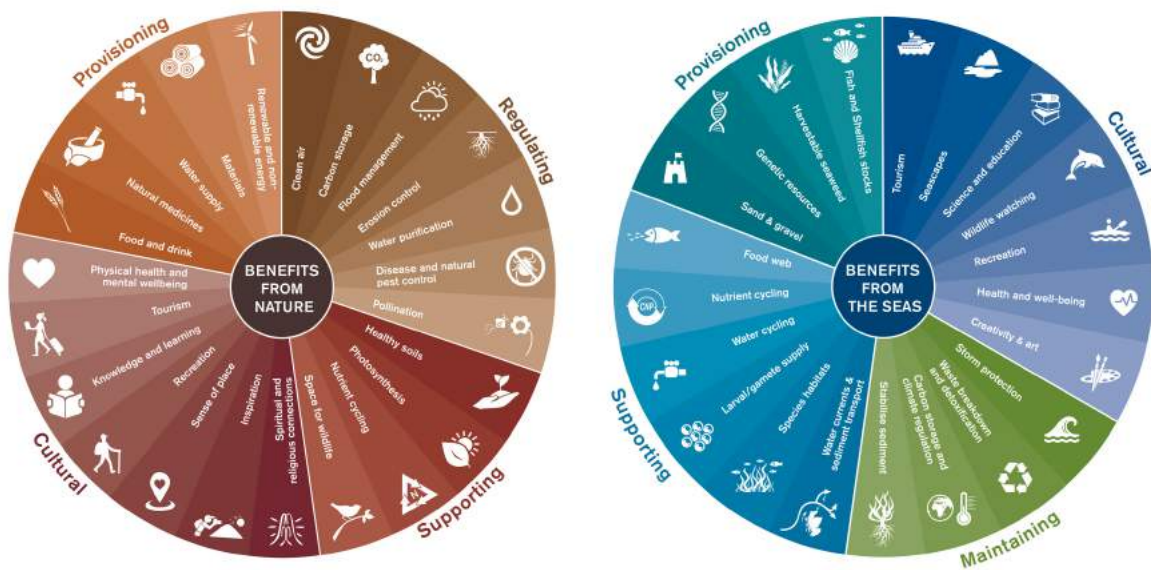 Provisioning
Renewable and non-
renewable energy
Materials
Water supply
Natural medicines
Food and drink
Regulating
Clean air
CO₂
Carbon storage
Flood management
Erosion control
Water purification
Disease and natural
pest control
Pollination
BENEFITS
FROM
NATURE
Supporting
Healthy soils
Photosynthesis
Nutrient cycling
N
Space for wildlife
Cultural
Physical health and
mental wellbeing
Tourism
Knowledge and learning
Recreation
Sense of place
Inspiration
Spiritual and
religious connections
Provisioning
Fish and Shellfish stocks
Harvestable seaweed
Genetic resources
Sand & gravel
Cultural
Tourism
Seascapes
Science and education
Wildlife watching
Recreation
Health and well-being
Creativity & art
BENEFITS
FROM
THE SEAS
Supporting
Food web
CNP
Nutrient cycling
Water cycling
Larval/gamete supply
Species habitats
Water currents &
sediment transport
Maintaining
Storm protection
Waste breakdown
and detoxification
Carbon storage and
climate regulation
Stabilise sediment